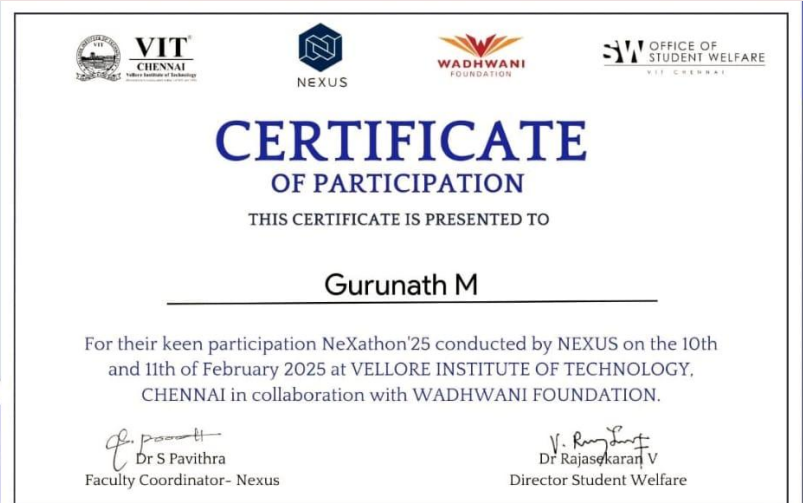 VIT
CHENNAI
Vellore Institute of Technology
NEXUS
WADHWANI
FOUNDATION
SW OFFICE OF
STUDENT WELFARE
VIT CHENNAI
CERTIFICATE
OF PARTICIPATION
THIS CERTIFICATE IS PRESENTED TO
Gurunath M
For their keen participation NeXathon'25 conducted by NEXUS on the 10th
and 11th of February 2025 at VELLORE INSTITUTE OF TECHNOLOGY,
CHENNAI in collaboration with WADHWANI FOUNDATION.
Dr S Pavithra
Faculty Coordinator- Nexus
Dr Rajasekaran V
Director Student Welfare